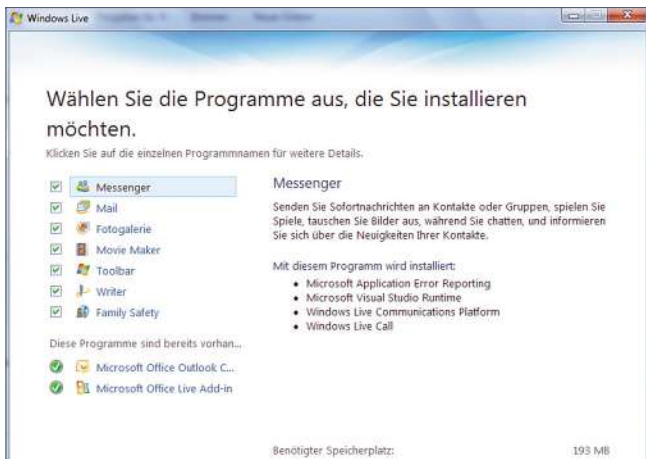 Windows Live
Wählen Sie die Programme aus, die Sie installieren
möchten.
Klicken Sie auf die einzelnen Programmnamen für weitere Details.
Messenger
Mail
Fotogalerie
Movie Maker
Toolbar
Writer
Family Safety
Diese Programme sind bereits vorhan...
Microsoft Office Outlook C...
Microsoft Office Live Add-in
Messenger
Senden Sie Sofortnachrichten an Kontakte oder Gruppen, spielen Sie
Spiele, tauschen Sie Bilder aus, während Sie chatten, und informieren
Sie sich über die Neuigkeiten Ihrer Kontakte.
Mit diesem Programm wird installiert:
• Microsoft Application Error Reporting
• Microsoft Visual Studio Runtime
• Windows Live Communications Platform
• Windows Live Call
Benötigter Speicherplatz: 193 MB